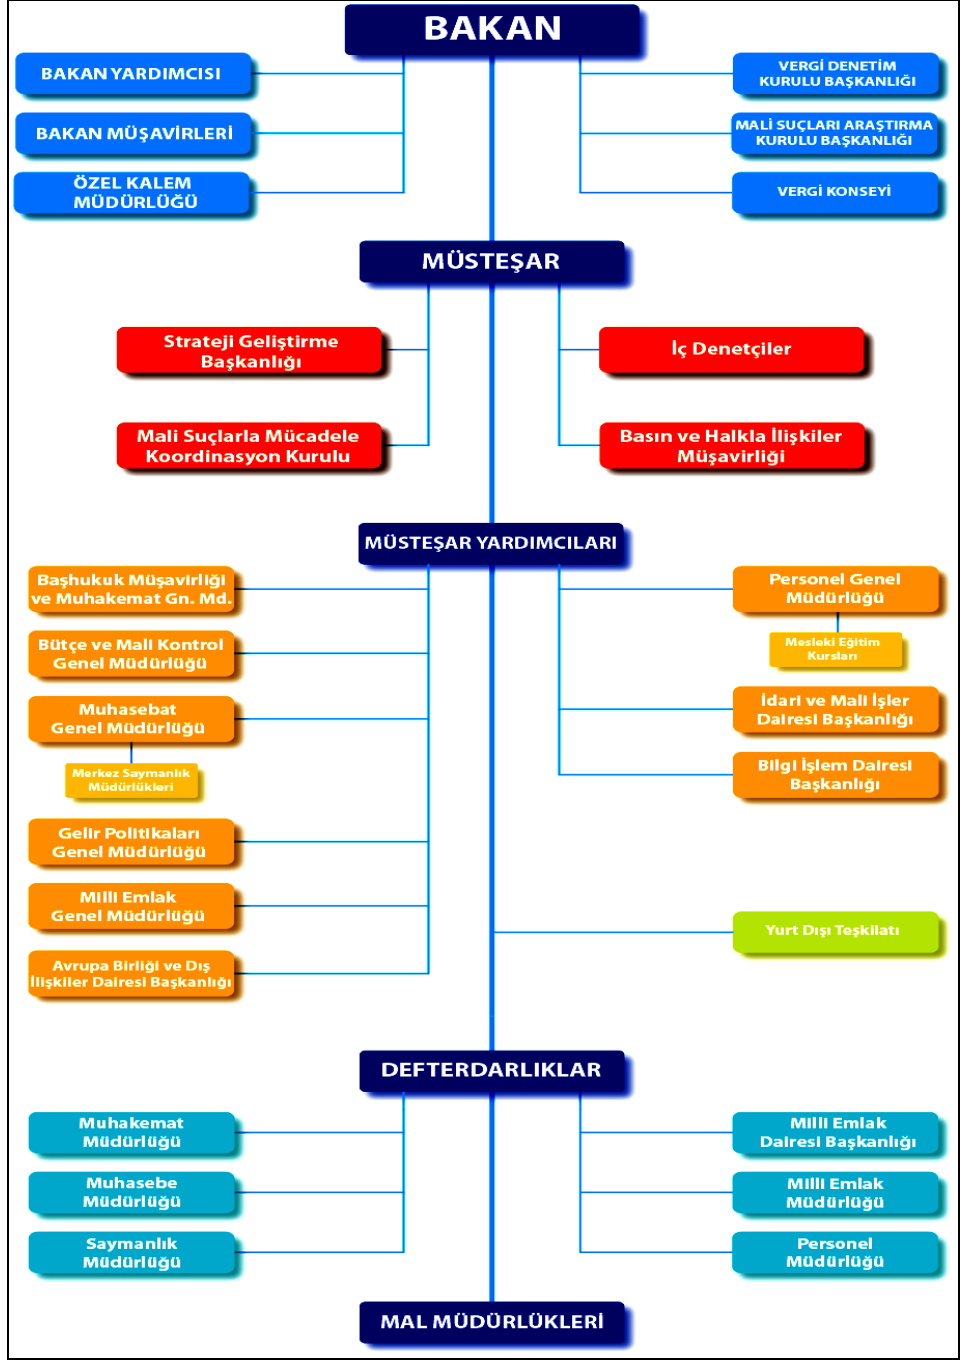 BAKAN
BAKAN YARDIMCISI
BAKAN MÜŞAVİRLERİ
ÖZEL KALEM
MÜDÜRLÜĞÜ
VERGİ DENETİM
KURULU BAŞKANLIĞI
MALİ SUÇLARI ARAŞTIRMA
KURULU BAŞKANLIĞI
VERGİ KONSEYİ
MÜSTEŞAR
Strateji Geliştirme
Başkanlığı
Mali Suçlarla Mücadele
Koordinasyon Kurulu
İç Denetçiler
Basın ve Halkla İlişkiler
Müşavirliği
MÜSTEŞAR YARDIMCILARI
Başhukuk Müşavirliği
ve Muhakemat Gn. Md.
Bütçe ve Mali Kontrol
Genel Müdürlüğü
Muhasebat
Genel Müdürlüğü
Merkez Saymanlık
Müdürlükleri
Gelir Politikaları
Genel Müdürlüğü
Milli Emlak
Genel Müdürlüğü
Avrupa Birliği ve Dış
İlişkiler Dairesi Başkanlığı
Personel Genel
Müdürlüğü
Mesleki Eğitim
Kursları
İdari ve Mali İşler
Dairesi Başkanlığı
Bilgi İşlem Dairesi
Başkanlığı
Yurt Dışı Teşkilatı
DEFTERDARLIKLAR
Muhakemat
Müdürlüğü
Muhasebe
Müdürlüğü
Saymanlık
Müdürlüğü
Milli Emlak
Dairesi Başkanlığı
Milli Emlak
Müdürlüğü
Personel
Müdürlüğü
MAL MÜDÜRLÜKLERİ